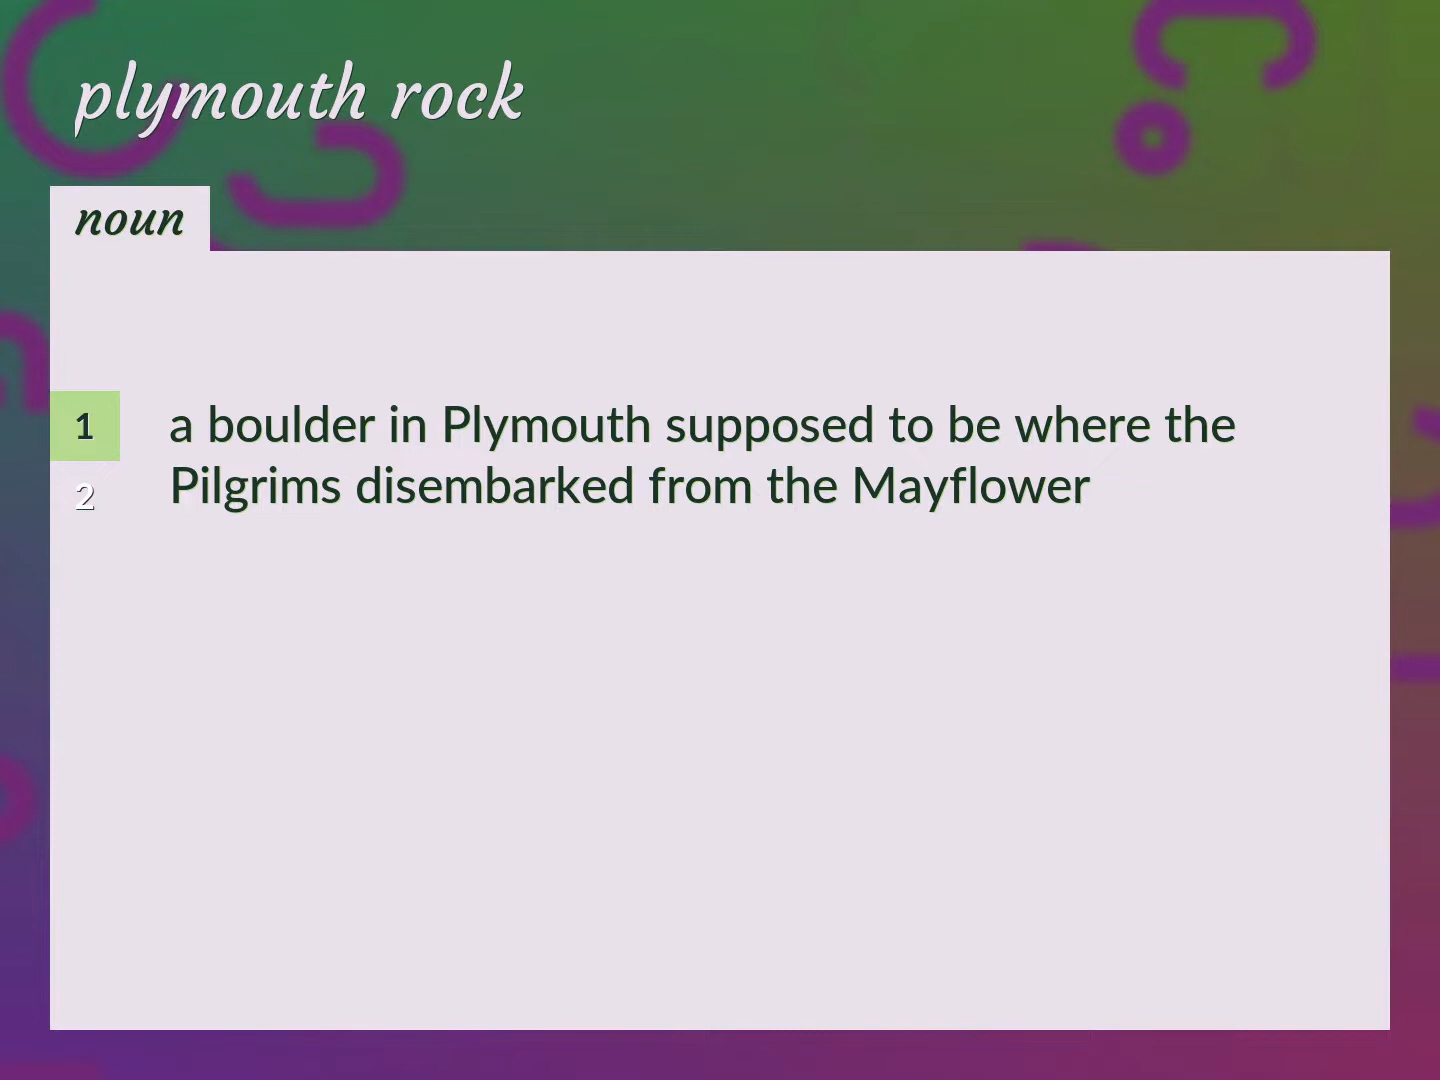 plymouth rock
noun
1 a boulder in Plymouth supposed to be where the
2 Pilgrims disembarked from the Mayflower